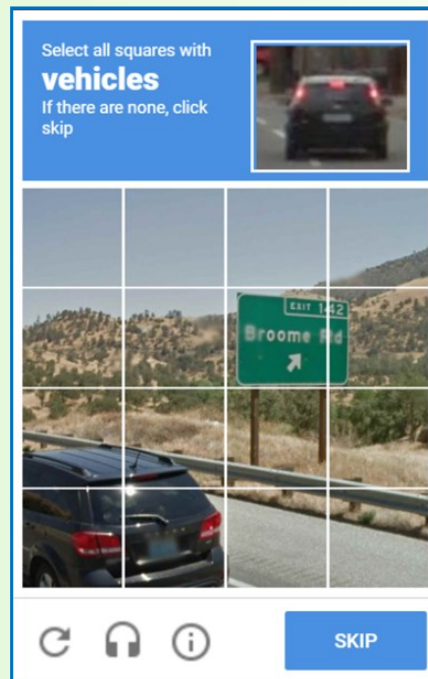 Select all squares with
vehicles
If there are none, click
skip
EXIT 142
Broome Rd
SKIP